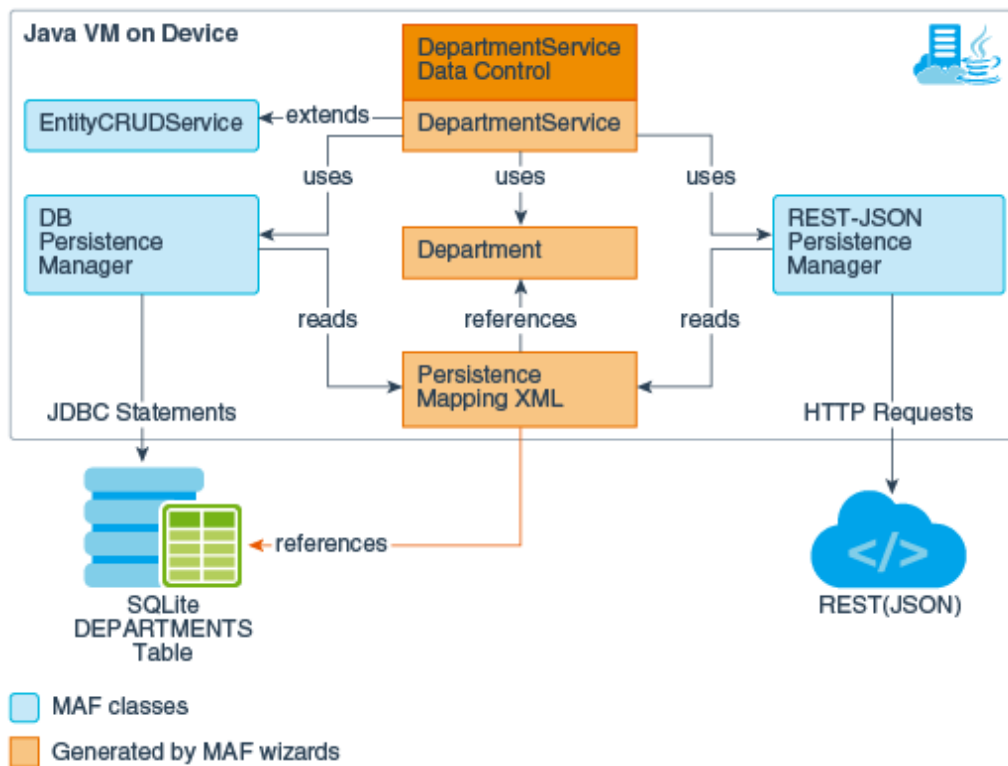 Java VM on Device
DepartmentService
Data Control
EntityCRUDService
extends
DepartmentService
uses
uses
uses
DB
Persistence
Manager
Department
REST-JSON
Persistence
Manager
reads
references
reads
Persistence
Mapping XML
JDBC Statements
HTTP Requests
references
</>
SQLite
DEPARTMENTS
Table
REST(JSON)
MAF classes
Generated by MAF wizards